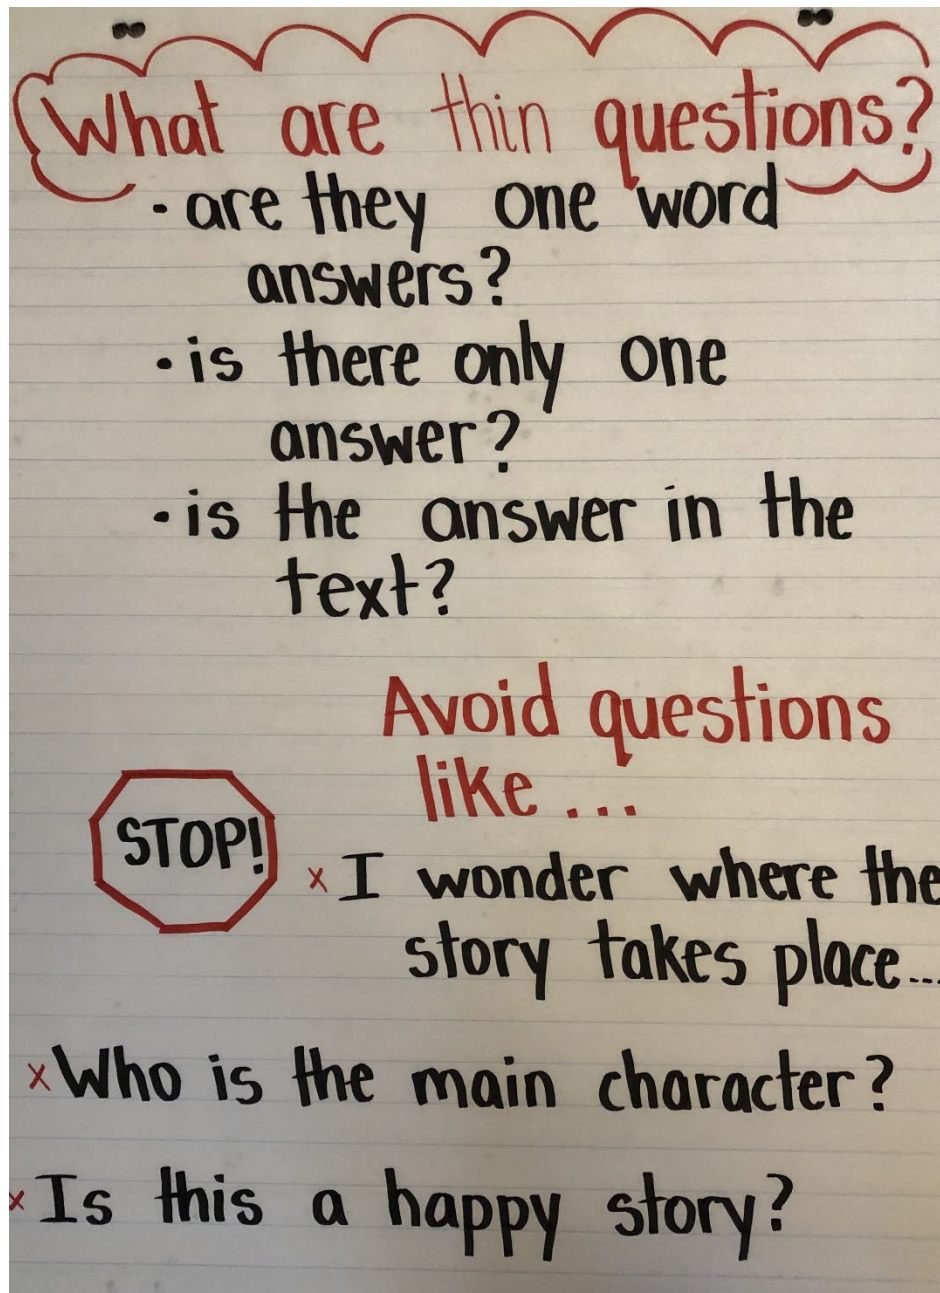 What are thin questions?
· are they one word
answers?
· is there only one
answer?
· is the answer in the
text?
Avoid questions
like ...
STOP!
x I wonder where the
story takes place...
x Who is the main character?
x Is this a happy story?